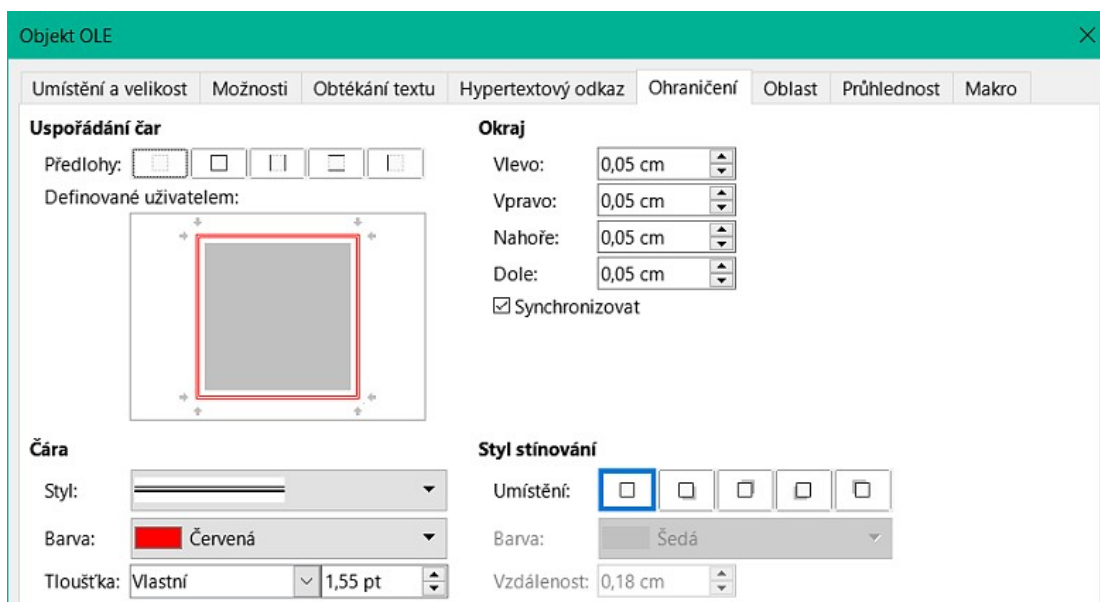 Objekt OLE
Umístění a velikost Možnosti Obtékání textu Hypertextový odkaz Ohraničení Oblast Průhlednost Makro
Uspořádání čar
Předlohy:
Definované uživatelem:
Okraj
Vlevo: 0,05 cm
Vpravo: 0,05 cm
Nahoře: 0,05 cm
Dole: 0,05 cm
Synchronizovat
Čára
Styl:
Barva: Červená
Tloušťka: Vlastní 1,55 pt
Styl stínování
Umístění:
Barva: Šedá
Vzdálenost: 0,18 cm